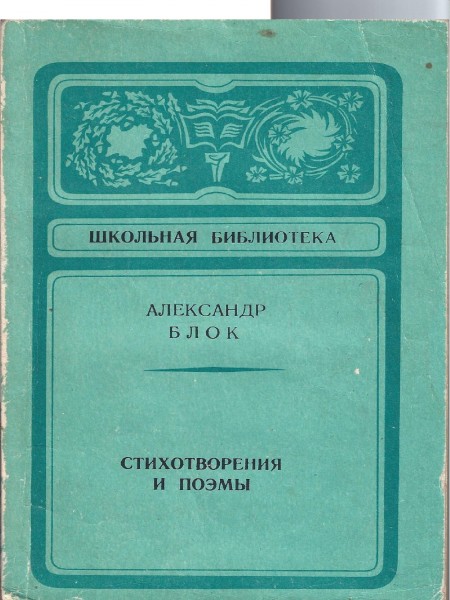 ШКОЛЬНАЯ БИБЛИОТЕКА
АЛЕКСАНДР
БЛОК
СТИХОТВОРЕНИЯ
И ПОЭМЫ